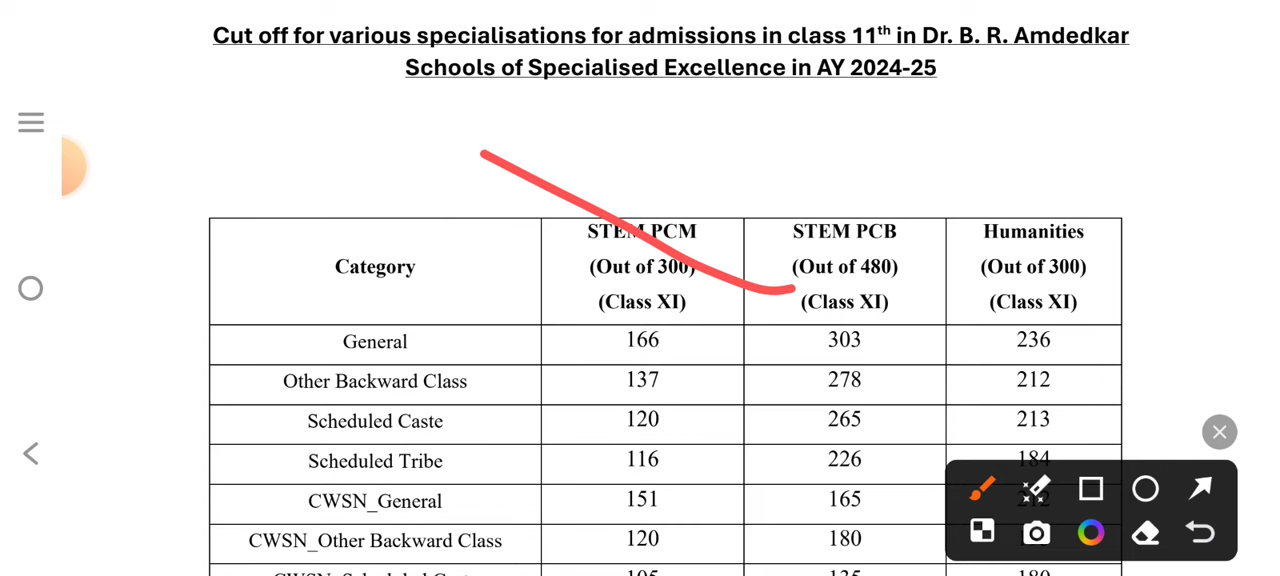 Cut off for various specialisations for admissions in class 11th in Dr. B. R. Amdedkar
Schools of Specialised Excellence in AY 2024-25
Category
STEM PCM
(Out of 300)
(Class XI)
STEM PCB
(Out of 480)
(Class XI)
Humanities
(Out of 300)
(Class XI)
General 166 303 236
Other Backward Class 137 278 212
Scheduled Caste 120 265 213
Scheduled Tribe 116 226 184
CWSN_General 151 165
CWSN_Other Backward Class 120 180